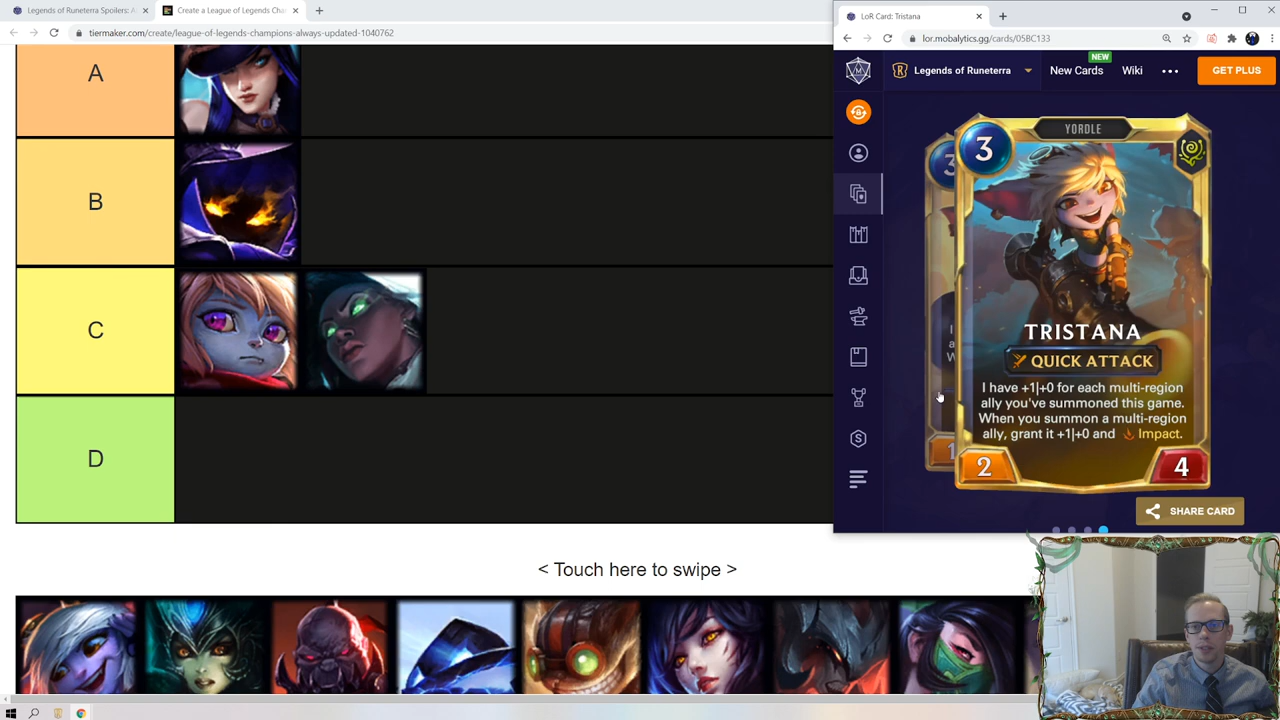 Legends of Runeterra Spoilers: A
Create a League of Legends Cha
tiermaker.com/create/league-of-legends-champions-always-updated-1040762
LoR Card: Tristana
lor.mobalytics.gg/cards/05BC133
Legends of Runeterra
NEW
New Cards
Wiki
GET PLUS
A
B
C
D
3
YORDLE
3
TRISTANA
QUICK ATTACK
I have +1|+0 for each multi-region
ally you've summoned this game.
When you summon a multi-region
ally, grant it +1|+0 and Impact.
2
4
1
SHARE CARD
< Touch here to swipe >